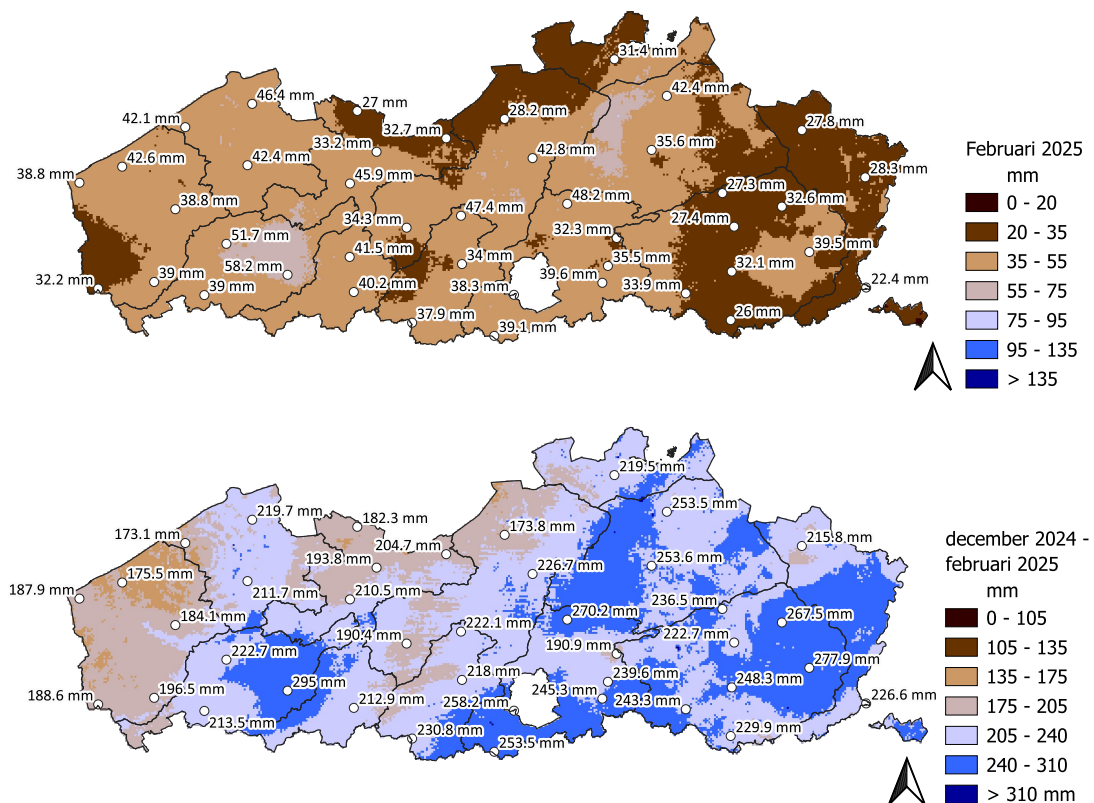 31.4 mm
46.4 mm
42.4 mm
27 mm
28.2 mm
42.1 mm
27.8 mm
32.7 mm
33.2 mm
35.6 mm
42.6 mm
42.4 mm
42.8 mm
38.8 mm
45.9 mm
28.3 mm
27.3 mm
38.8 mm
48.2 mm
32.6 mm
47.4 mm
34.3 mm
27.4 mm
51.7 mm
32.3 mm
41.5 mm
39.5 mm
34 mm
35.5 mm
58.2 mm
32.1 mm
32.2 mm
39 mm
39 mm
40.2 mm
38.3 mm
39.6 mm
33.9 mm
22.4 mm
37.9 mm
26 mm
39.1 mm
Februari 2025
mm
0 - 20
20 - 35
35 - 55
55 - 75
75 - 95
95 - 135
> 135
219.5 mm
219.7 mm
253.5 mm
182.3 mm
173.8 mm
173.1 mm
215.8 mm
204.7 mm
193.8 mm
253.6 mm
175.5 mm
226.7 mm
187.9 mm
211.7 mm
210.5 mm
236.5 mm
184.1 mm
270.2 mm
267.5 mm
222.1 mm
190.4 mm
222.7 mm
222.7 mm
190.9 mm
277.9 mm
218 mm
239.6 mm
295 mm
248.3 mm
188.6 mm
196.5 mm
245.3 mm
226.6 mm
213.5 mm
212.9 mm
258.2 mm
243.3 mm
230.8 mm
229.9 mm
253.5 mm
december 2024 -
februari 2025
mm
0 - 105
105 - 135
135 - 175
175 - 205
205 - 240
240 - 310
> 310 mm